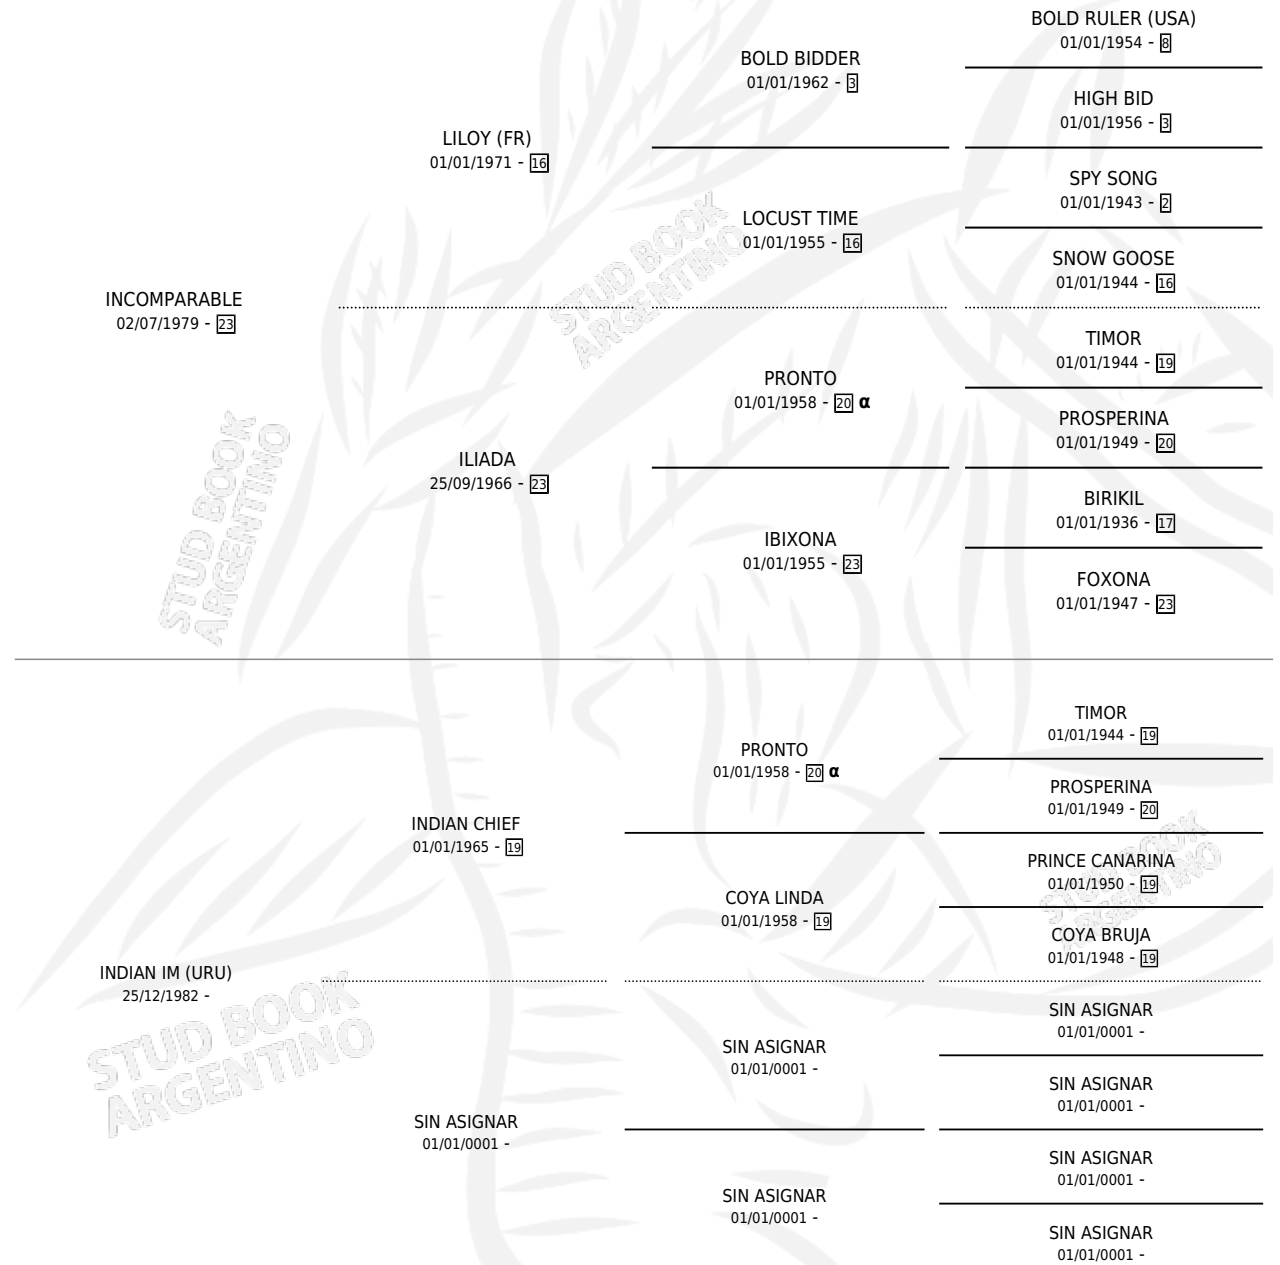 BOLD RULER (USA)
01/01/1954 - 8
BOLD BIDDER
01/01/1962 - 3
HIGH BID
01/01/1956 - 3
LILOY (FR)
01/01/1971 - 16
SPY SONG
01/01/1943 - 2
LOCUST TIME
01/01/1955 - 16
SNOW GOOSE
01/01/1944 - 16
STUD BOOK
ARGENTINO
INCOMPARABLE
02/07/1979 - 23
TIMOR
01/01/1944 - 19
PRONTO
01/01/1958 - 20 α
PROSPERINA
01/01/1949 - 20
ILIADA
25/09/1966 - 23
STUD BOOK
ARGENTINO
BIRIKIL
01/01/1936 - 17
IBIXONA
01/01/1955 - 23
FOXONA
01/01/1947 - 23
TIMOR
01/01/1944 - 19
PRONTO
01/01/1958 - 20 α
PROSPERINA
01/01/1949 - 20
INDIAN CHIEF
01/01/1965 - 19
PRINCE CANARINA
01/01/1950 - 19
STUD BOOK
ARGENTINO
COYA LINDA
01/01/1958 - 19
COYA BRUJA
01/01/1948 - 19
INDIAN IM (URU)
25/12/1982 -
STUD BOOK
ARGENTINO
SIN ASIGNAR
01/01/0001 -
SIN ASIGNAR
01/01/0001 -
SIN ASIGNAR
01/01/0001 -
SIN ASIGNAR
01/01/0001 -
SIN ASIGNAR
01/01/0001 -
SIN ASIGNAR
01/01/0001 -
SIN ASIGNAR
01/01/0001 -